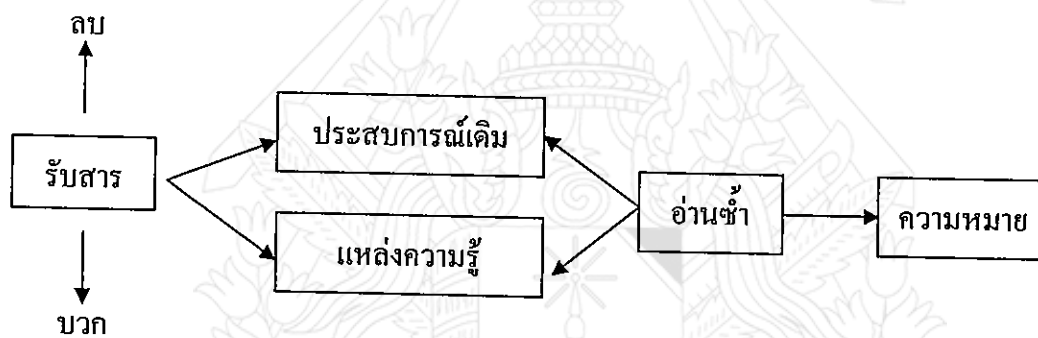 ลบ
รับสาร
บวก
ประสบการณ์เดิม
แหล่งความรู้
อ่านซ้ำ
ความหมาย